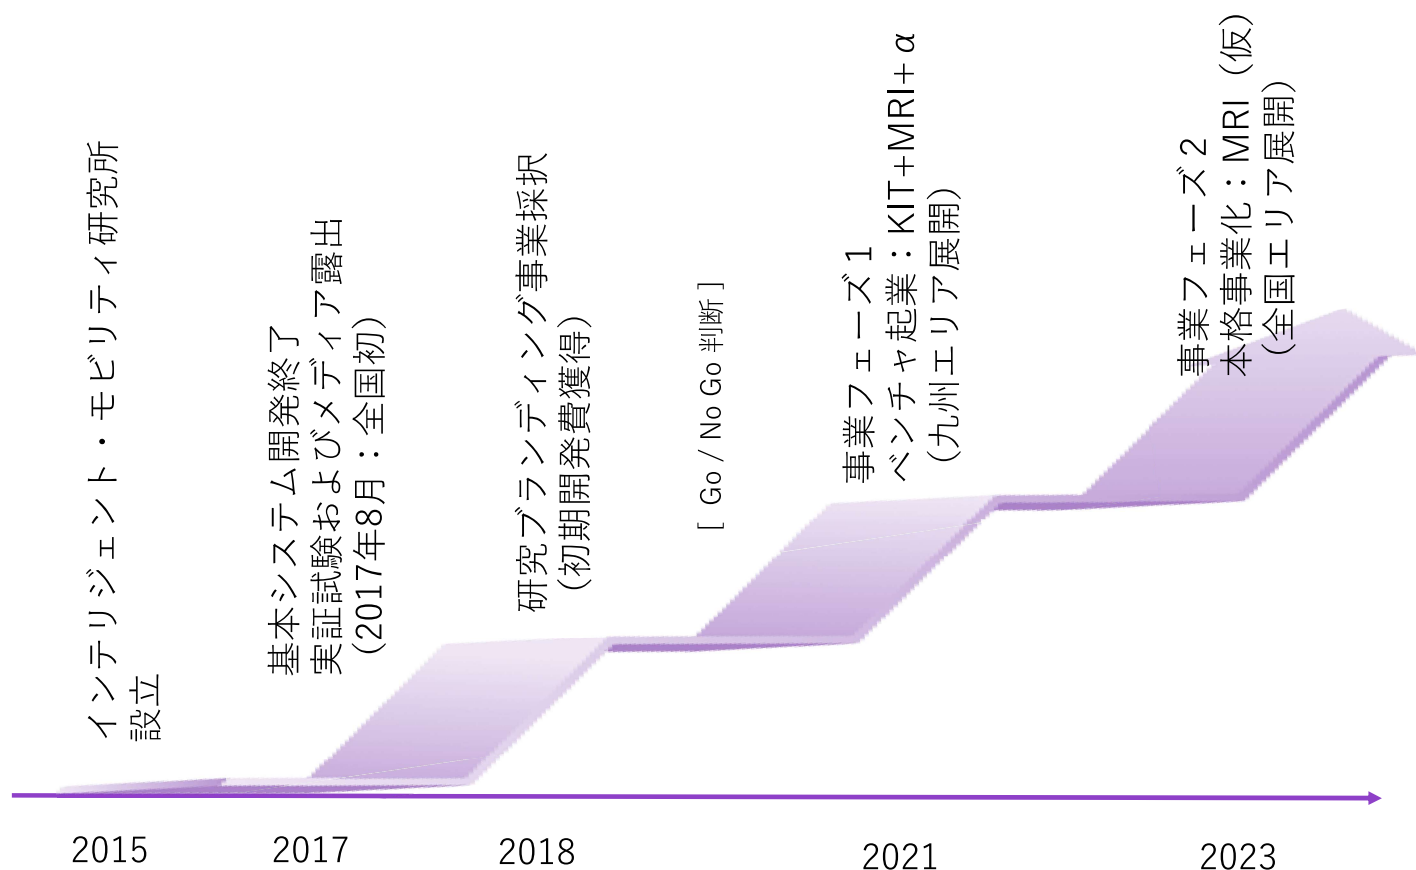 インテリジェント・モビリティ研究所
設立
基本システム開発終了
実証試験およびメディア露出
（2017年8月：全国初）
研究ブランディング事業採択
（初期開発費獲得）
[ Go / No Go 判断 ]
事業フェーズ１
ベンチャ起業：KIT+MRI+α
（九州エリア展開）
事業フェーズ２
本格事業化：MRI（仮）
（全国エリア展開）
2015
2017
2018
2021
2023